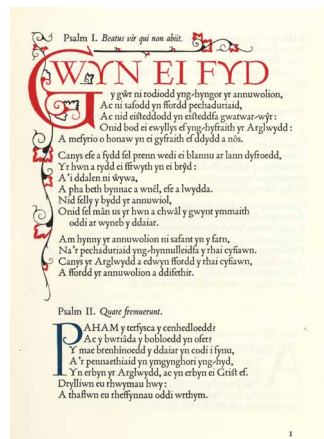 Psalm I. Beatus vir qui non abiit.
GWYN EI FYD
y gŵr ni rodiodd yng-hyngor yr annuwolion,
Ac ni safodd yn ffordd pechaduriaid,
Ac nid eisteddodd yn eisteddfa gwatwar-wŷr:
Onid bod ei ewyllys ef yng-hyfraith yr Arglwydd:
A mefyrio o honaw yn ei gyfraith ef ddydd a nôs.
Canys efe a fydd fel prenn wedi ei blannu ar lann dyfroedd,
Yr hwn a rydd ei ffrwyth yn ei brŷd:
A'i ddalen ni ŵywa,
A pha beth bynnac a wnêl, efe a lwydda.
Nid felly y bydd yr annuwiol,
Onid fel mân us yr hwn a chwâl y gwynt ymmaith
oddi ar wyneb y ddaiar.
Am hynny yr annuwolion ni safant yn y farn,
Na'r pechaduriaid yng-hynnulleidfa y rhai cyfiawn.
Canys yr Arglwydd a edwyn ffordd y rhai cyfiawn,
A ffordd yr annuwolion a ddifethir.
Psalm II. Quare fremuerunt.
PAHAM y terfysca y cenhedloedd?
Ac y bwriáda y bobloedd yn ofer?
Y mae brenhinoedd y ddaiar yn codi i fynu,
A'r pennaethiaid yn ymgynghori yng-hyd,
Yn erbyn yr Arglwydd, ac yn erbyn ei Grist ef.
Drylliwn eu rhwymau hwy:
A thaflwn eu rheffynnau oddi wrthym.
I